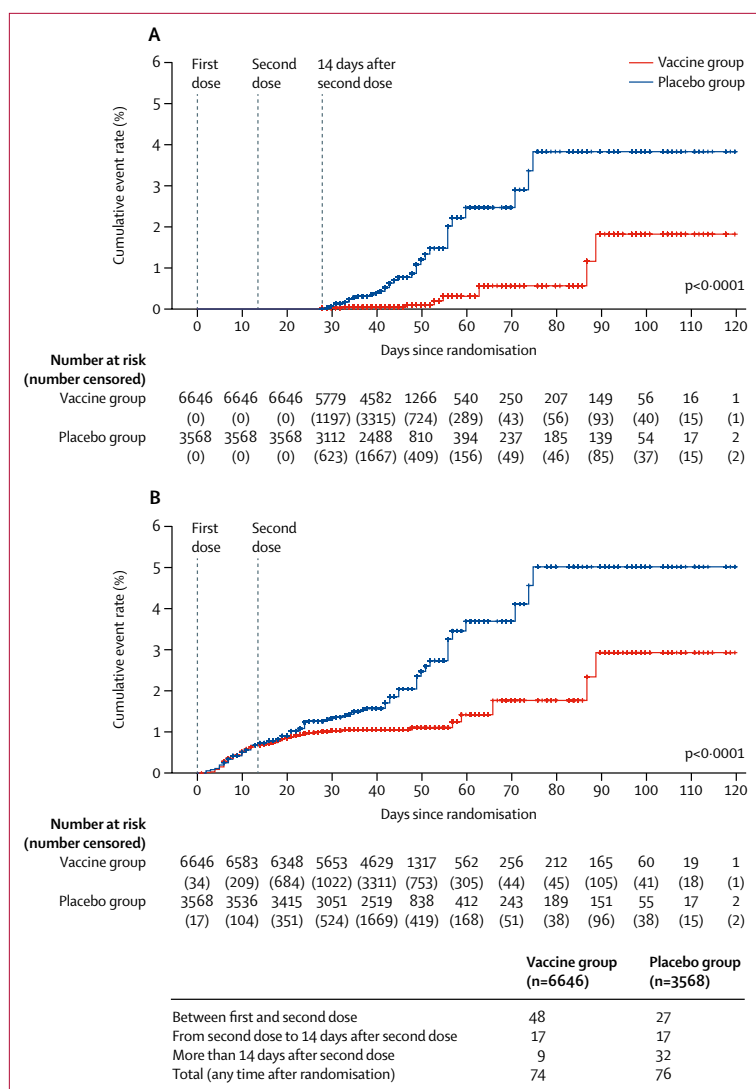 A
First dose
Second dose
14 days after second dose
Vaccine group
Placebo group
6
5
4
3
2
1
0
Cumulative event rate (%)
p<0·0001
0 10 20 30 40 50 60 70 80 90 100 110 120
Days since randomisation
Number at risk
(number censored)
Vaccine group 6646 6646 6646 5779 4582 1266 540 250 207 149 56 16 1
(0) (0) (0) (1197) (3315) (724) (289) (43) (56) (93) (40) (15) (1)
Placebo group 3568 3568 3568 3112 2488 810 394 237 185 139 54 17 2
(0) (0) (0) (623) (1667) (409) (156) (49) (46) (85) (37) (15) (2)
B
First dose
Second dose
6
5
4
3
2
1
0
Cumulative event rate (%)
p<0·0001
0 10 20 30 40 50 60 70 80 90 100 110 120
Days since randomisation
Number at risk
(number censored)
Vaccine group 6646 6583 6348 5653 4629 1317 562 256 212 165 60 19 1
(34) (209) (684) (1022) (3311) (753) (305) (44) (45) (105) (41) (18) (1)
Placebo group 3568 3536 3415 3051 2519 838 412 243 189 151 55 17 2
(17) (104) (351) (524) (1669) (419) (168) (51) (38) (96) (38) (15) (2)
Vaccine group (n=6646) Placebo group (n=3568)
Between first and second dose 48 27
From second dose to 14 days after second dose 17 17
More than 14 days after second dose 9 32
Total (any time after randomisation) 74 76